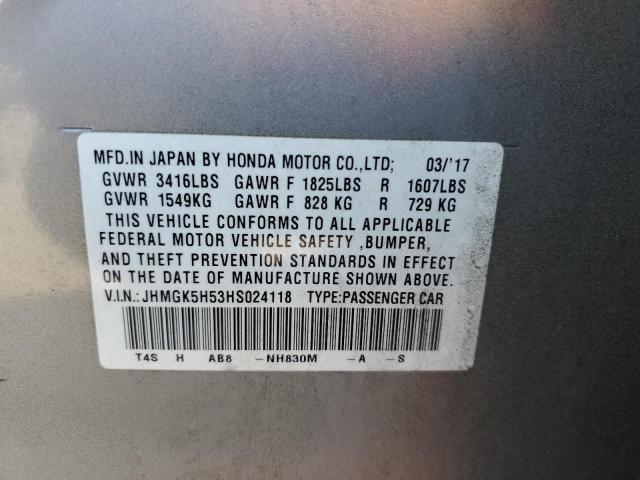 MFD.IN JAPAN BY HONDA MOTOR CO.,LTD; 03/'17
GVWR 3416LBS GAWR F 1825LBS R 1607LBS
GVWR 1549KG GAWR F 828 KG R 729 KG
THIS VEHICLE CONFORMS TO ALL APPLICABLE
FEDERAL MOTOR VEHICLE SAFETY ,BUMPER,
AND THEFT PREVENTION STANDARDS IN EFFECT
ON THE DATE OF MANUFACTURE SHOWN ABOVE.
V.I.N.: JHMGK5H53HS024118 TYPE:PASSENGER CAR
T4S H AB8 -NH830M -A -S